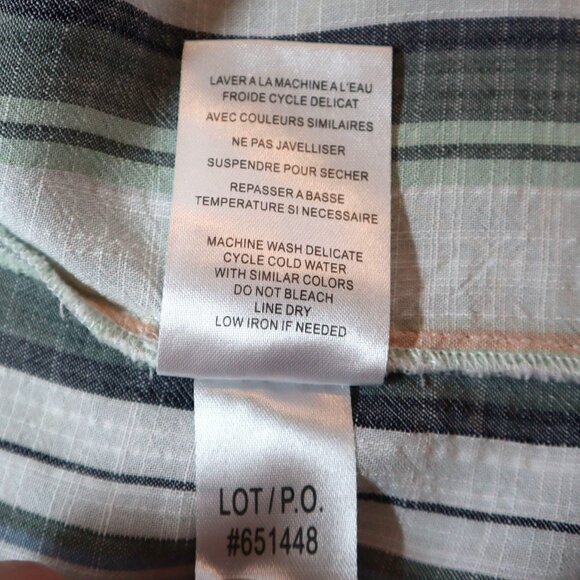 LAVER A LA MACHINE A L'EAU
FROIDE CYCLE DELICAT
AVEC COULEURS SIMILAIRES
NE PAS JAVELLISER
SUSPENDRE POUR SECHER
REPASSER A BASSE
TEMPERATURE SI NECESSAIRE
MACHINE WASH DELICATE
CYCLE COLD WATER
WITH SIMILAR COLORS
DO NOT BLEACH
LINE DRY
LOW IRON IF NEEDED
LOT / P.O.
#651448